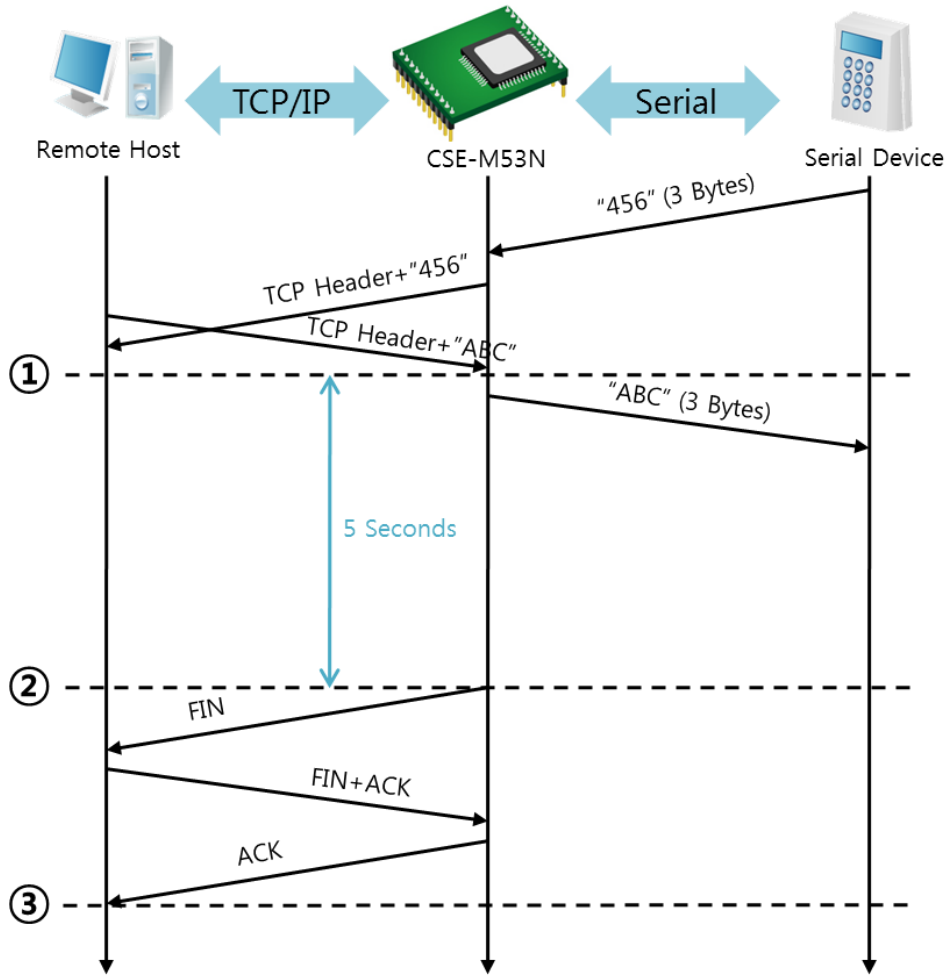 TCP/IP
Serial
Remote Host
CSE-M53N
Serial Device
“456” (3 Bytes)
TCP Header+”456”
TCP Header+”ABC”
①
“ABC” (3 Bytes)
5 Seconds
②
FIN
FIN+ACK
ACK
③